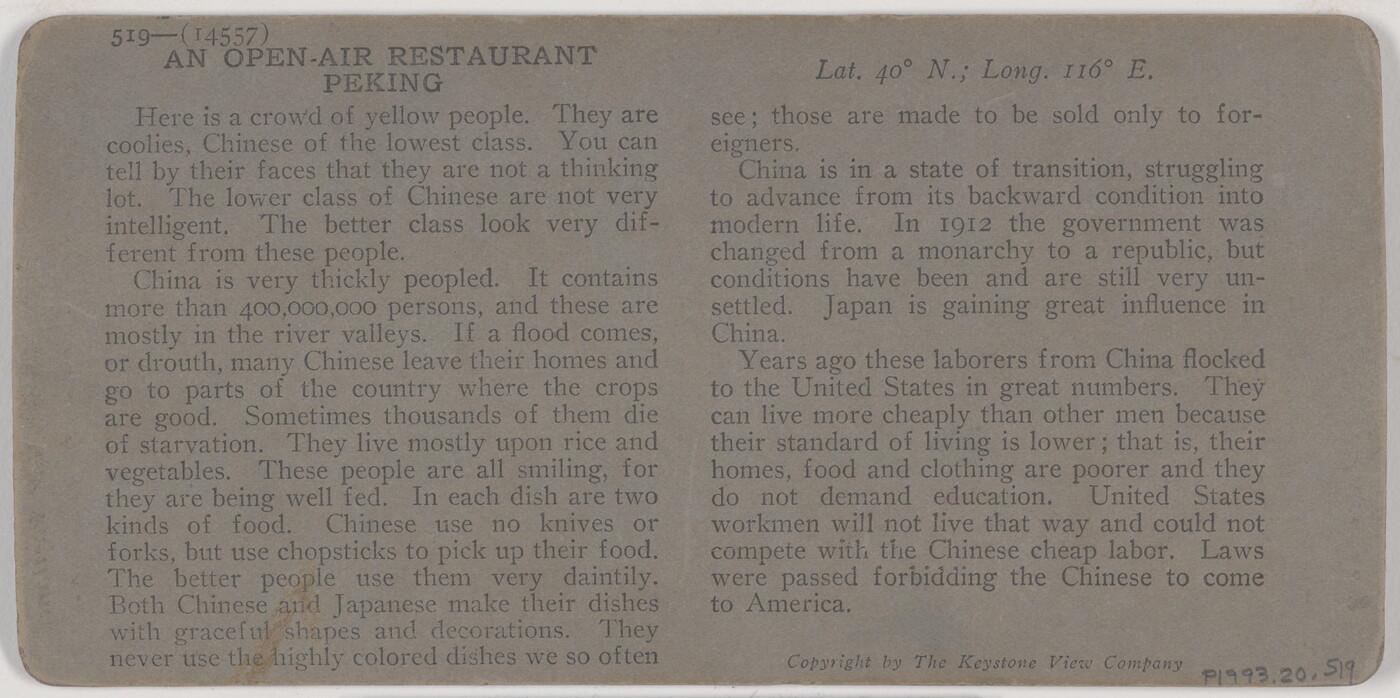 519—(14557)
AN OPEN-AIR RESTAURANT
PEKING
Here is a crowd of yellow people. They are
coolies, Chinese of the lowest class. You can
tell by their faces that they are not a thinking
lot. The lower class of Chinese are not very
intelligent. The better class look very dif-
ferent from these people.
China is very thickly peopled. It contains
more than 400,000,000 persons, and these are
mostly in the river valleys. If a flood comes,
or drouth, many Chinese leave their homes and
go to parts of the country where the crops
are good. Sometimes thousands of them die
of starvation. They live mostly upon rice and
vegetables. These people are all smiling, for
they are being well fed. In each dish are two
kinds of food. Chinese use no knives or
forks, but use chopsticks to pick up their food.
The better people use them very daintily.
Both Chinese and Japanese make their dishes
with graceful shapes and decorations. They
never use the highly colored dishes we so often
Lat. 40° N.; Long. 116° E.
see; those are made to be sold only to for-
eigners.
China is in a state of transition, struggling
to advance from its backward condition into
modern life. In 1912 the government was
changed from a monarchy to a republic, but
conditions have been and are still very un-
settled. Japan is gaining great influence in
China.
Years ago these laborers from China flocked
to the United States in great numbers. They
can live more cheaply than other men because
their standard of living is lower; that is, their
homes, food and clothing are poorer and they
do not demand education. United States
workmen will not live that way and could not
compete with the Chinese cheap labor. Laws
were passed forbidding the Chinese to come
to America.
Copyright by The Keystone View Company
P1993.20.519